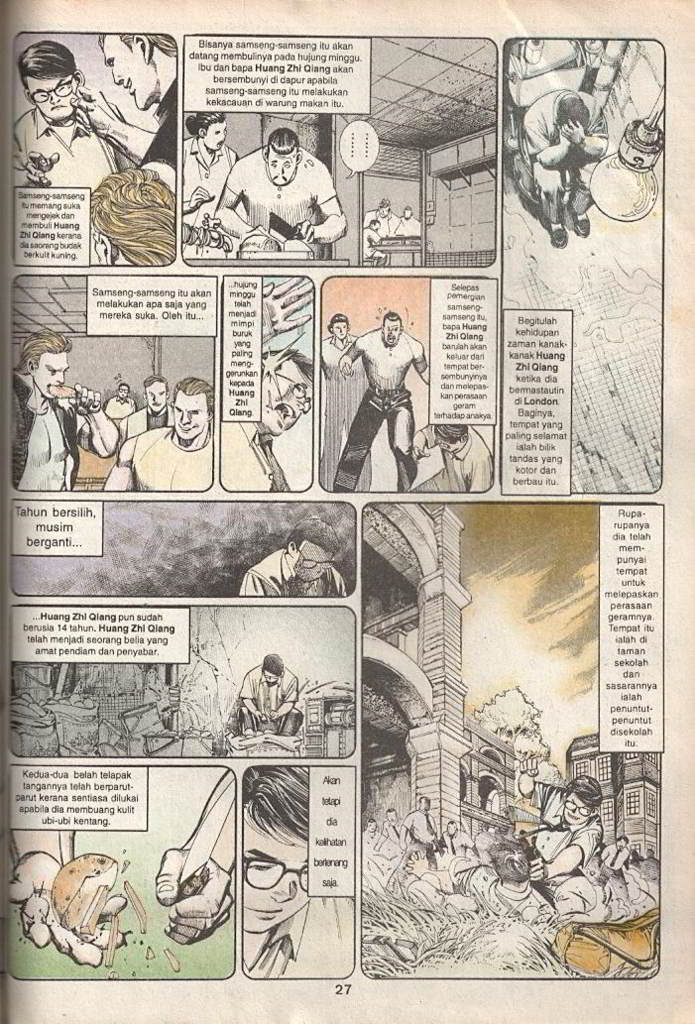 Samseng-samseng
itu memang suka
mengejek dan
membuli Huang
Zhi Qiang kerana
dia seorang budak
berkulit kuning.
Bisanya samseng-samseng itu akan
datang membulinya pada hujung minggu.
Ibu dan bapa Huang Zhi Qiang akan
bersembunyi di dapur apabila
samseng-samseng itu melakukan
kekacauan di warung makan itu.
Samseng-samseng itu akan
melakukan apa saja yang
mereka suka. Oleh itu...
...hujung
minggu
telah
menjadi
mimpi
buruk
yang
paling
menge-
runkan
kepada
Huang
Zhi
Qiang.
Selepas
pemergian
samseng-
samseng itu,
bapa Huang
Zhi Qiang
barulah akan
keluar dari
tempat ber-
sembunyinya
dan melepas-
kan perasaan
geram
terhadap anakya.
Begitulah
kehidupan
zaman kanak-
kanak Huang
Zhi Qiang
ketika dia
bermastautin
di London.
Baginya,
tempat yang
paling selamat
ialah bilik
tandas yang
kotor dan
berbau itu.
Tahun bersilih,
musim
berganti...
...Huang Zhi Qiang pun sudah
berusia 14 tahun. Huang Zhi Qiang
telah menjadi seorang belia yang
amat pendiam dan penyabar.
Kedua-dua belah telapak
tangannya telah berparut-
parut kerana sentiasa dilukai
apabila dia membuang kulit
ubi-ubi kentang.
Akan
tetapi
dia
kelihatan
bertenang
saja.
Rupa-
rupanya
dia telah
mem-
punyai
tempat
untuk
melepaskan
perasaan
geramnya.
Tempat itu
ialah di
taman
sekolah
dan
sasarannya
ialah
penuntut-
penuntut
disekolah
itu.
27